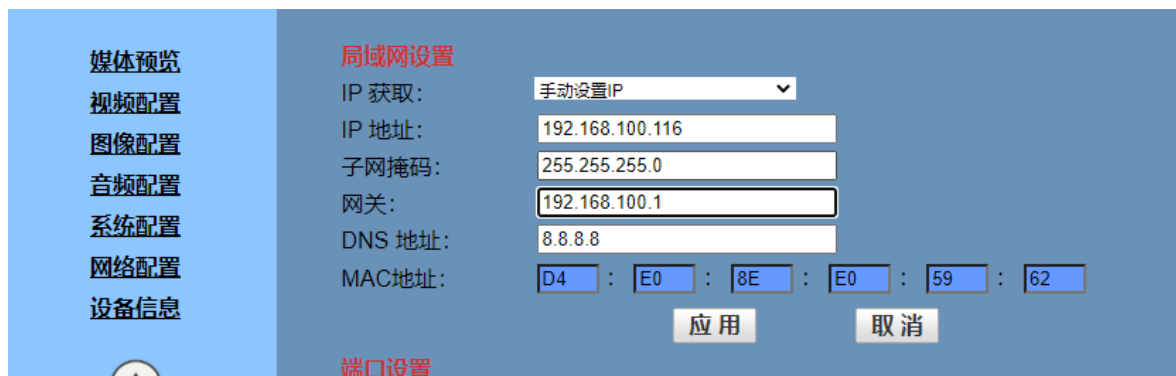 媒体预览
视频配置
图像配置
音频配置
系统配置
网络配置
设备信息
局域网设置
IP 获取： 手动设置IP
IP 地址： 192.168.100.116
子网掩码： 255.255.255.0
网关： 192.168.100.1
DNS 地址： 8.8.8.8
MAC地址： D4 : E0 : 8E : E0 : 59 : 62
应用 取消
端口设置